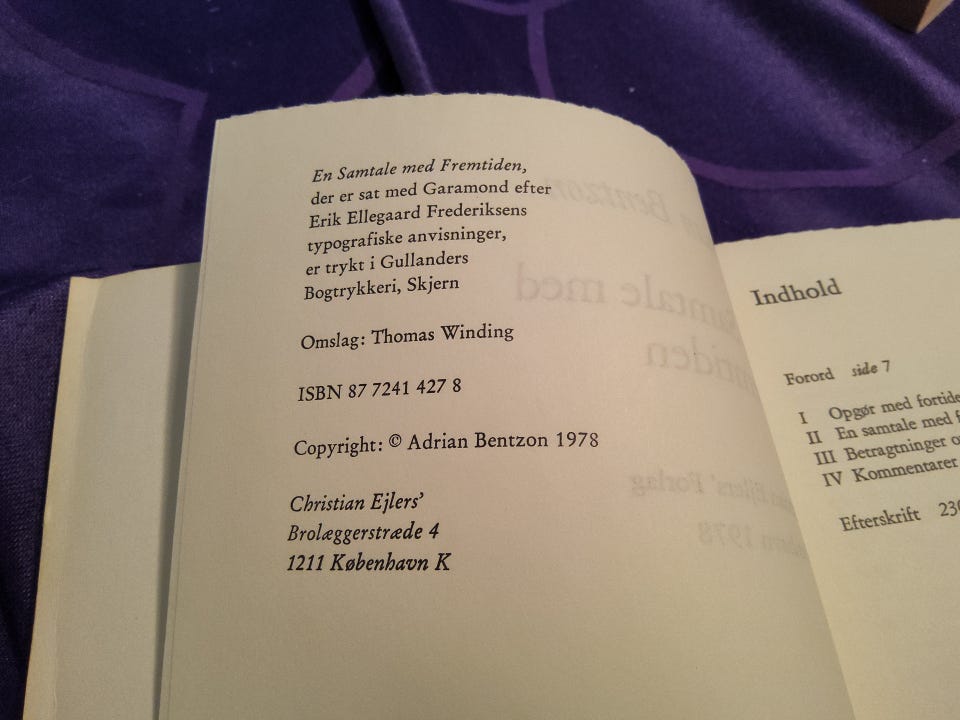 En Samtale med Fremtiden,
der er sat med Garamond efter
Erik Ellegaard Frederiksens
typografiske anvisninger,
er trykt i Gullanders
Bogtrykkeri, Skjern
Omslag: Thomas Winding
ISBN 87 7241 427 8
Copyright: © Adrian Bentzon 1978
Christian Ejlers'
Brolæggerstræde 4
1211 København K
Indhold
Forord side 7
I Opgør med
II En samtale med
III Betragtninger
IV Kommentarer
Efterskrift